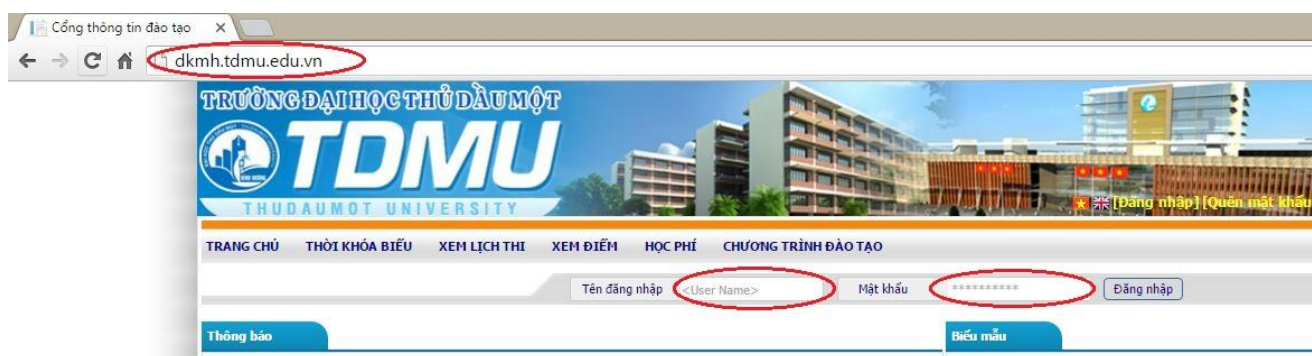 Cổng thông tin đào tạo
dkmh.tdmu.edu.vn
TRƯỜNG ĐẠI HỌC THỦ DẦU MỘT
TDMU
THUDAUMOT UNIVERSITY
[Đăng nhập] [Quên mật khẩu
TRANG CHỦ THỜI KHÓA BIỂU XEM LỊCH THI XEM ĐIỂM HỌC PHÍ CHƯƠNG TRÌNH ĐÀO TẠO
Tên đăng nhập <User Name> Mật khẩu ********** Đăng nhập
Thông báo Biểu mẫu